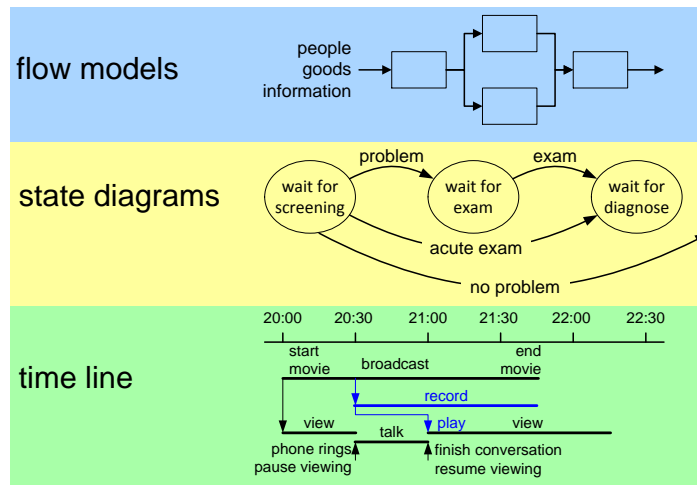 flow models
people
goods
information
state diagrams
problem
exam
wait for
screening
wait for
exam
wait for
diagnose
acute exam
no problem
time line
20:00 20:30 21:00 21:30 22:00 22:30
start
movie
broadcast
end
movie
record
view
play
view
talk
phone rings
pause viewing
finish conversation
resume viewing